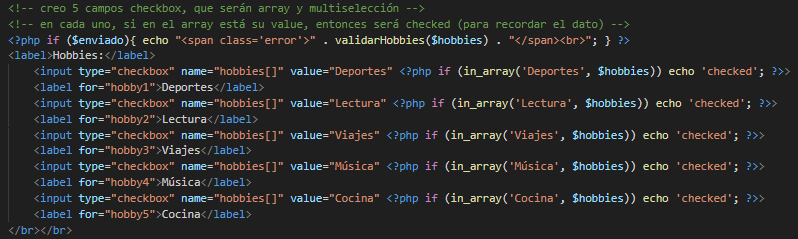 <!-- creo 5 campos checkbox, que serán array y multiselección -->
<!-- en cada uno, si en el array está su value, entonces será checked (para recordar el dato) -->
<?php if ($enviado){ echo "<span class='error'>" . validarHobbies($hobbies) . "</span><br>"; } ?>
<label>Hobbies:</label>
<input type="checkbox" name="hobbies[]" value="Deportes" <?php if (in_array('Deportes', $hobbies)) echo 'checked'; ?>>
<label for="hobby1">Deportes</label>
<input type="checkbox" name="hobbies[]" value="Lectura" <?php if (in_array('Lectura', $hobbies)) echo 'checked'; ?>>
<label for="hobby2">Lectura</label>
<input type="checkbox" name="hobbies[]" value="Viajes" <?php if (in_array('Viajes', $hobbies)) echo 'checked'; ?>>
<label for="hobby3">Viajes</label>
<input type="checkbox" name="hobbies[]" value="Música" <?php if (in_array('Música', $hobbies)) echo 'checked'; ?>>
<label for="hobby4">Música</label>
<input type="checkbox" name="hobbies[]" value="Cocina" <?php if (in_array('Cocina', $hobbies)) echo 'checked'; ?>>
<label for="hobby5">Cocina</label>
</br></br>